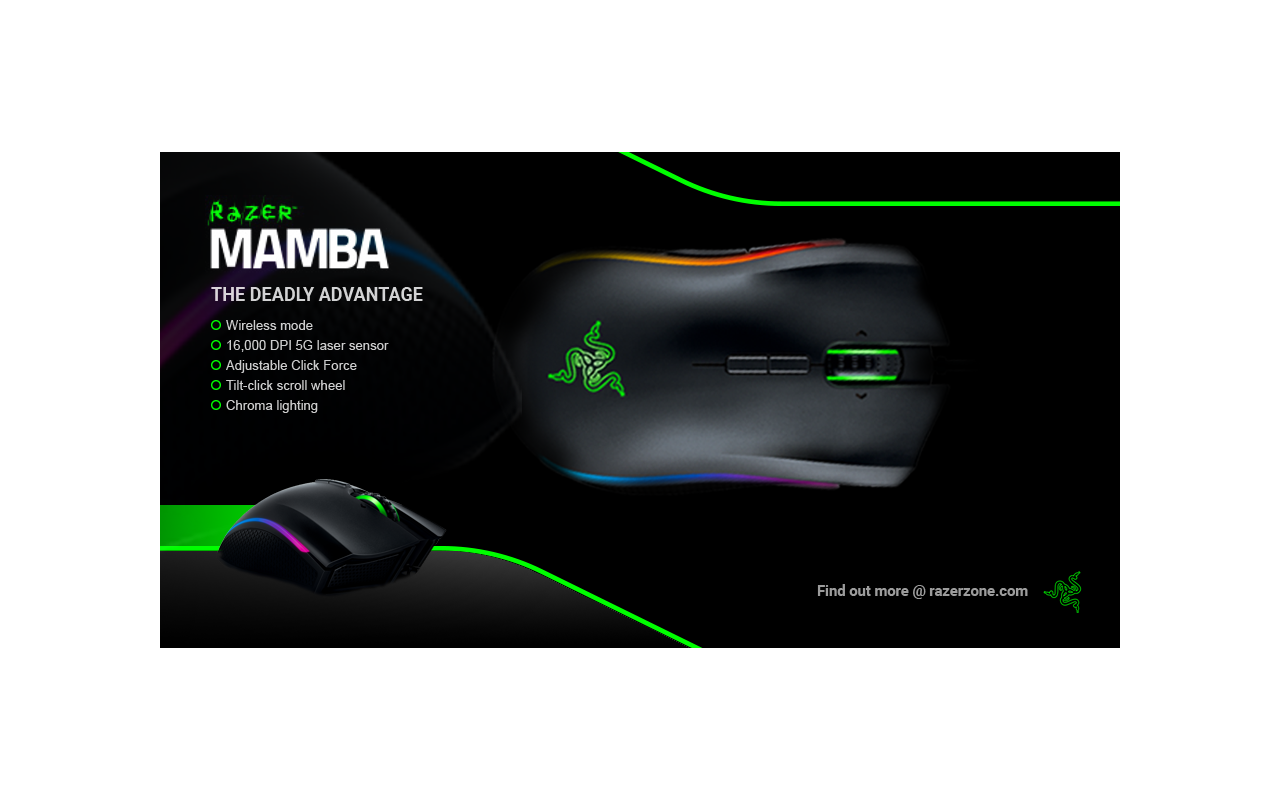 RAZER™
MAMBA
THE DEADLY ADVANTAGE
Wireless mode
16,000 DPI 5G laser sensor
Adjustable Click Force
Tilt-click scroll wheel
Chroma lighting
Find out more @ razerzone.com